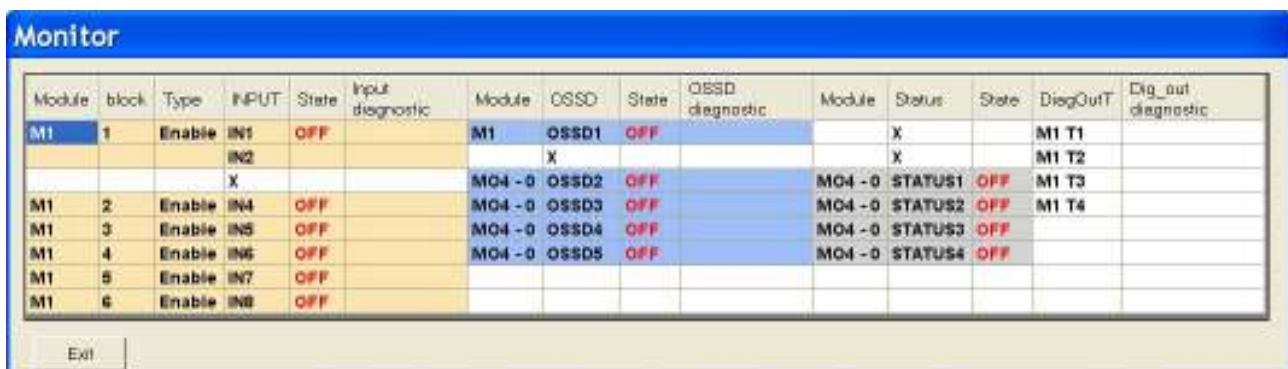 Monitor
Module block Type INPUT State Input diagnostic Module OSSD State OSSD diagnostic Module Status State DiagOutT Dig_out diagnostic
M1 1 Enable IN1 OFF M1 OSSD1 OFF X M1 T1
IN2 X X M1 T2
X MO4 - 0 OSSD2 OFF MO4 - 0 STATUS1 OFF M1 T3
M1 2 Enable IN4 OFF MO4 - 0 OSSD3 OFF MO4 - 0 STATUS2 OFF M1 T4
M1 3 Enable IN5 OFF MO4 - 0 OSSD4 OFF MO4 - 0 STATUS3 OFF
M1 4 Enable IN6 OFF MO4 - 0 OSSD5 OFF MO4 - 0 STATUS4 OFF
M1 5 Enable IN7 OFF
M1 6 Enable IN8 OFF
Exit